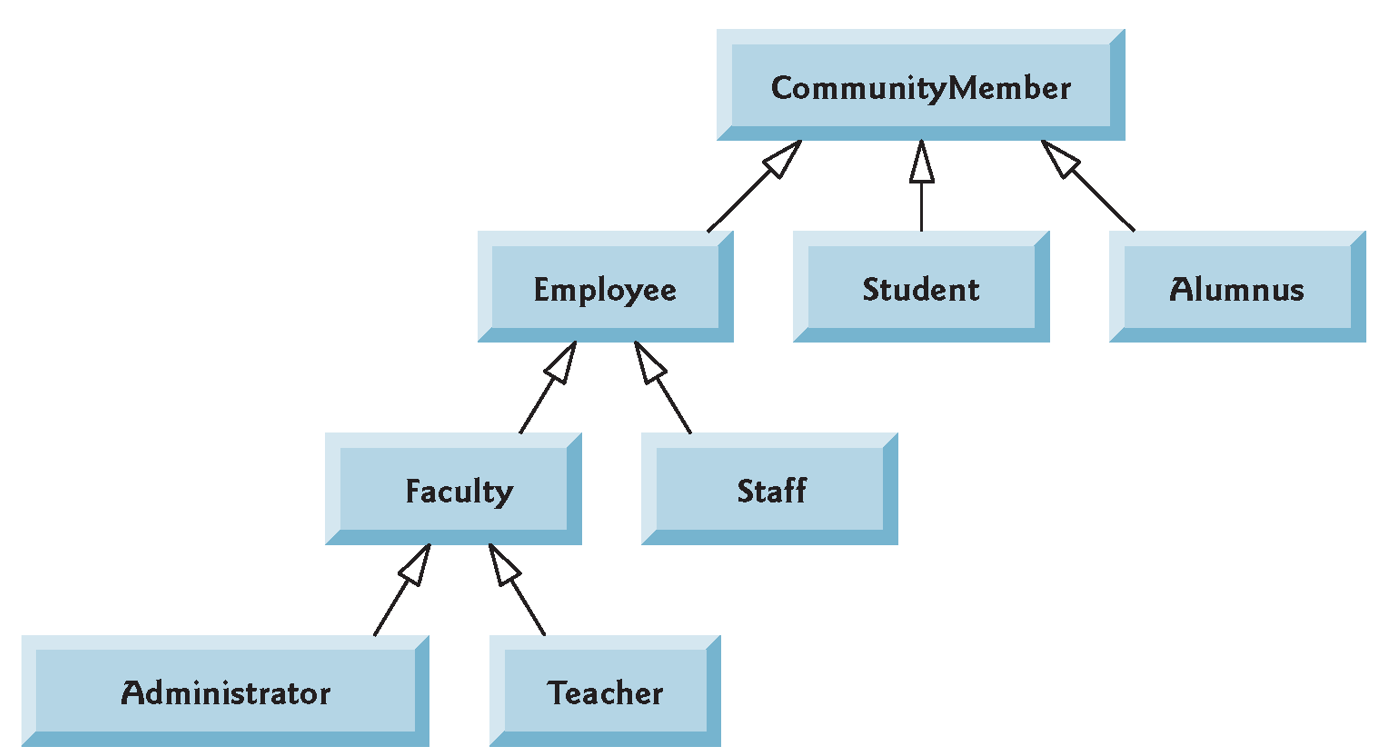 CommunityMember
Employee
Student
Alumnus
Faculty
Staff
Administrator
Teacher